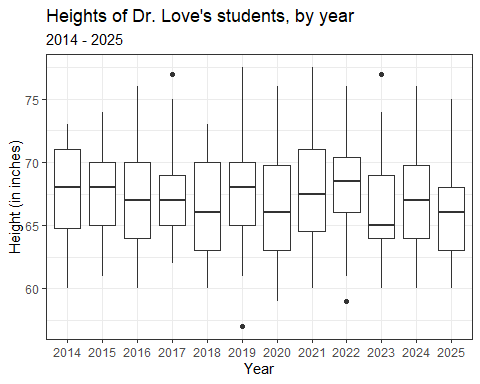 Heights of Dr. Love's students, by year
2014 - 2025
Height (in inches)
75
70
65
60
2014 2015 2016 2017 2018 2019 2020 2021 2022 2023 2024 2025
Year